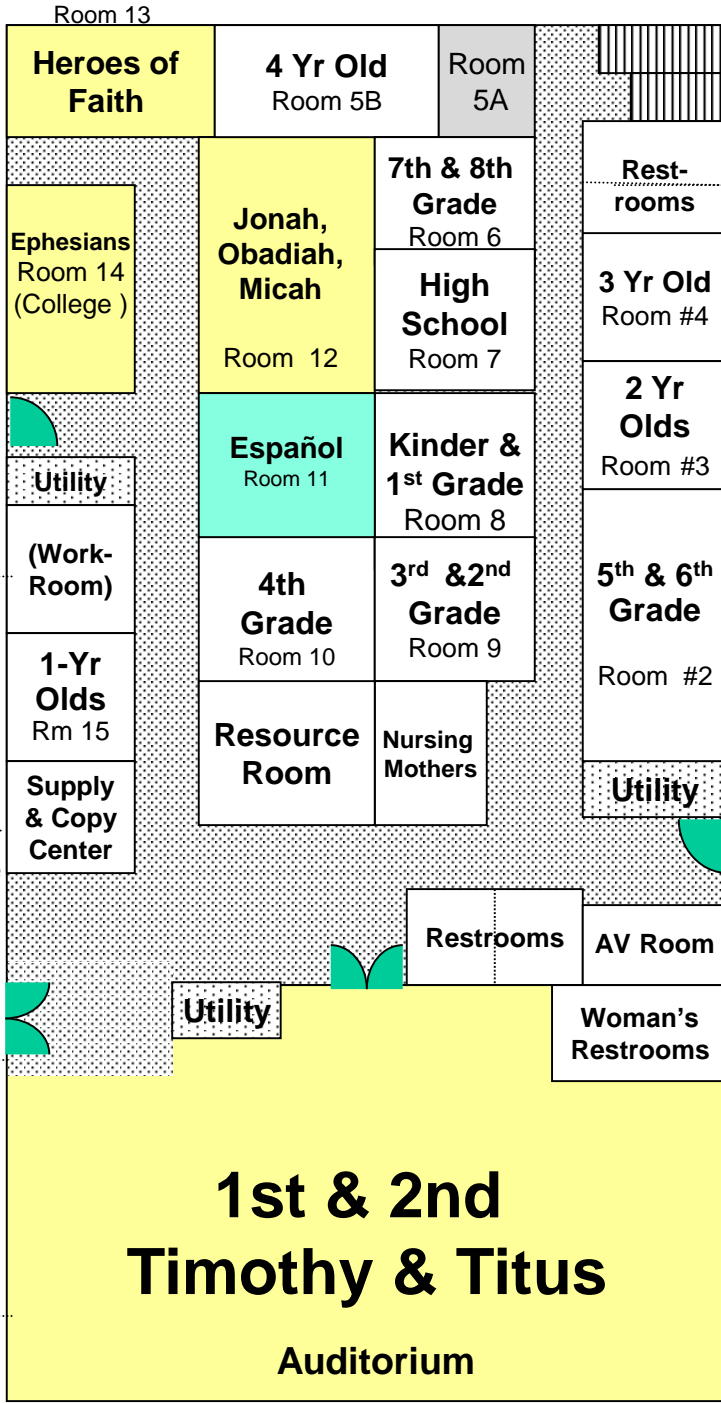 Room 13
Heroes of
Faith
4 Yr Old
Room 5B
Room
5A
7th & 8th
Grade
Room 6
Rest-
rooms
Ephesians
Room 14
(College )
Jonah,
Obadiah,
Micah
Room 12
High
School
Room 7
3 Yr Old
Room #4
2 Yr
Olds
Room #3
Español
Room 11
Kinder &
1st Grade
Room 8
Utility
(Work-
Room)
4th
Grade
Room 10
3rd &2nd
Grade
Room 9
5th & 6th
Grade
Room #2
1-Yr
Olds
Rm 15
Resource
Room
Nursing
Mothers
Utility
Supply
& Copy
Center
Restrooms
AV Room
Utility
Woman's
Restrooms
1st & 2nd
Timothy & Titus
Auditorium